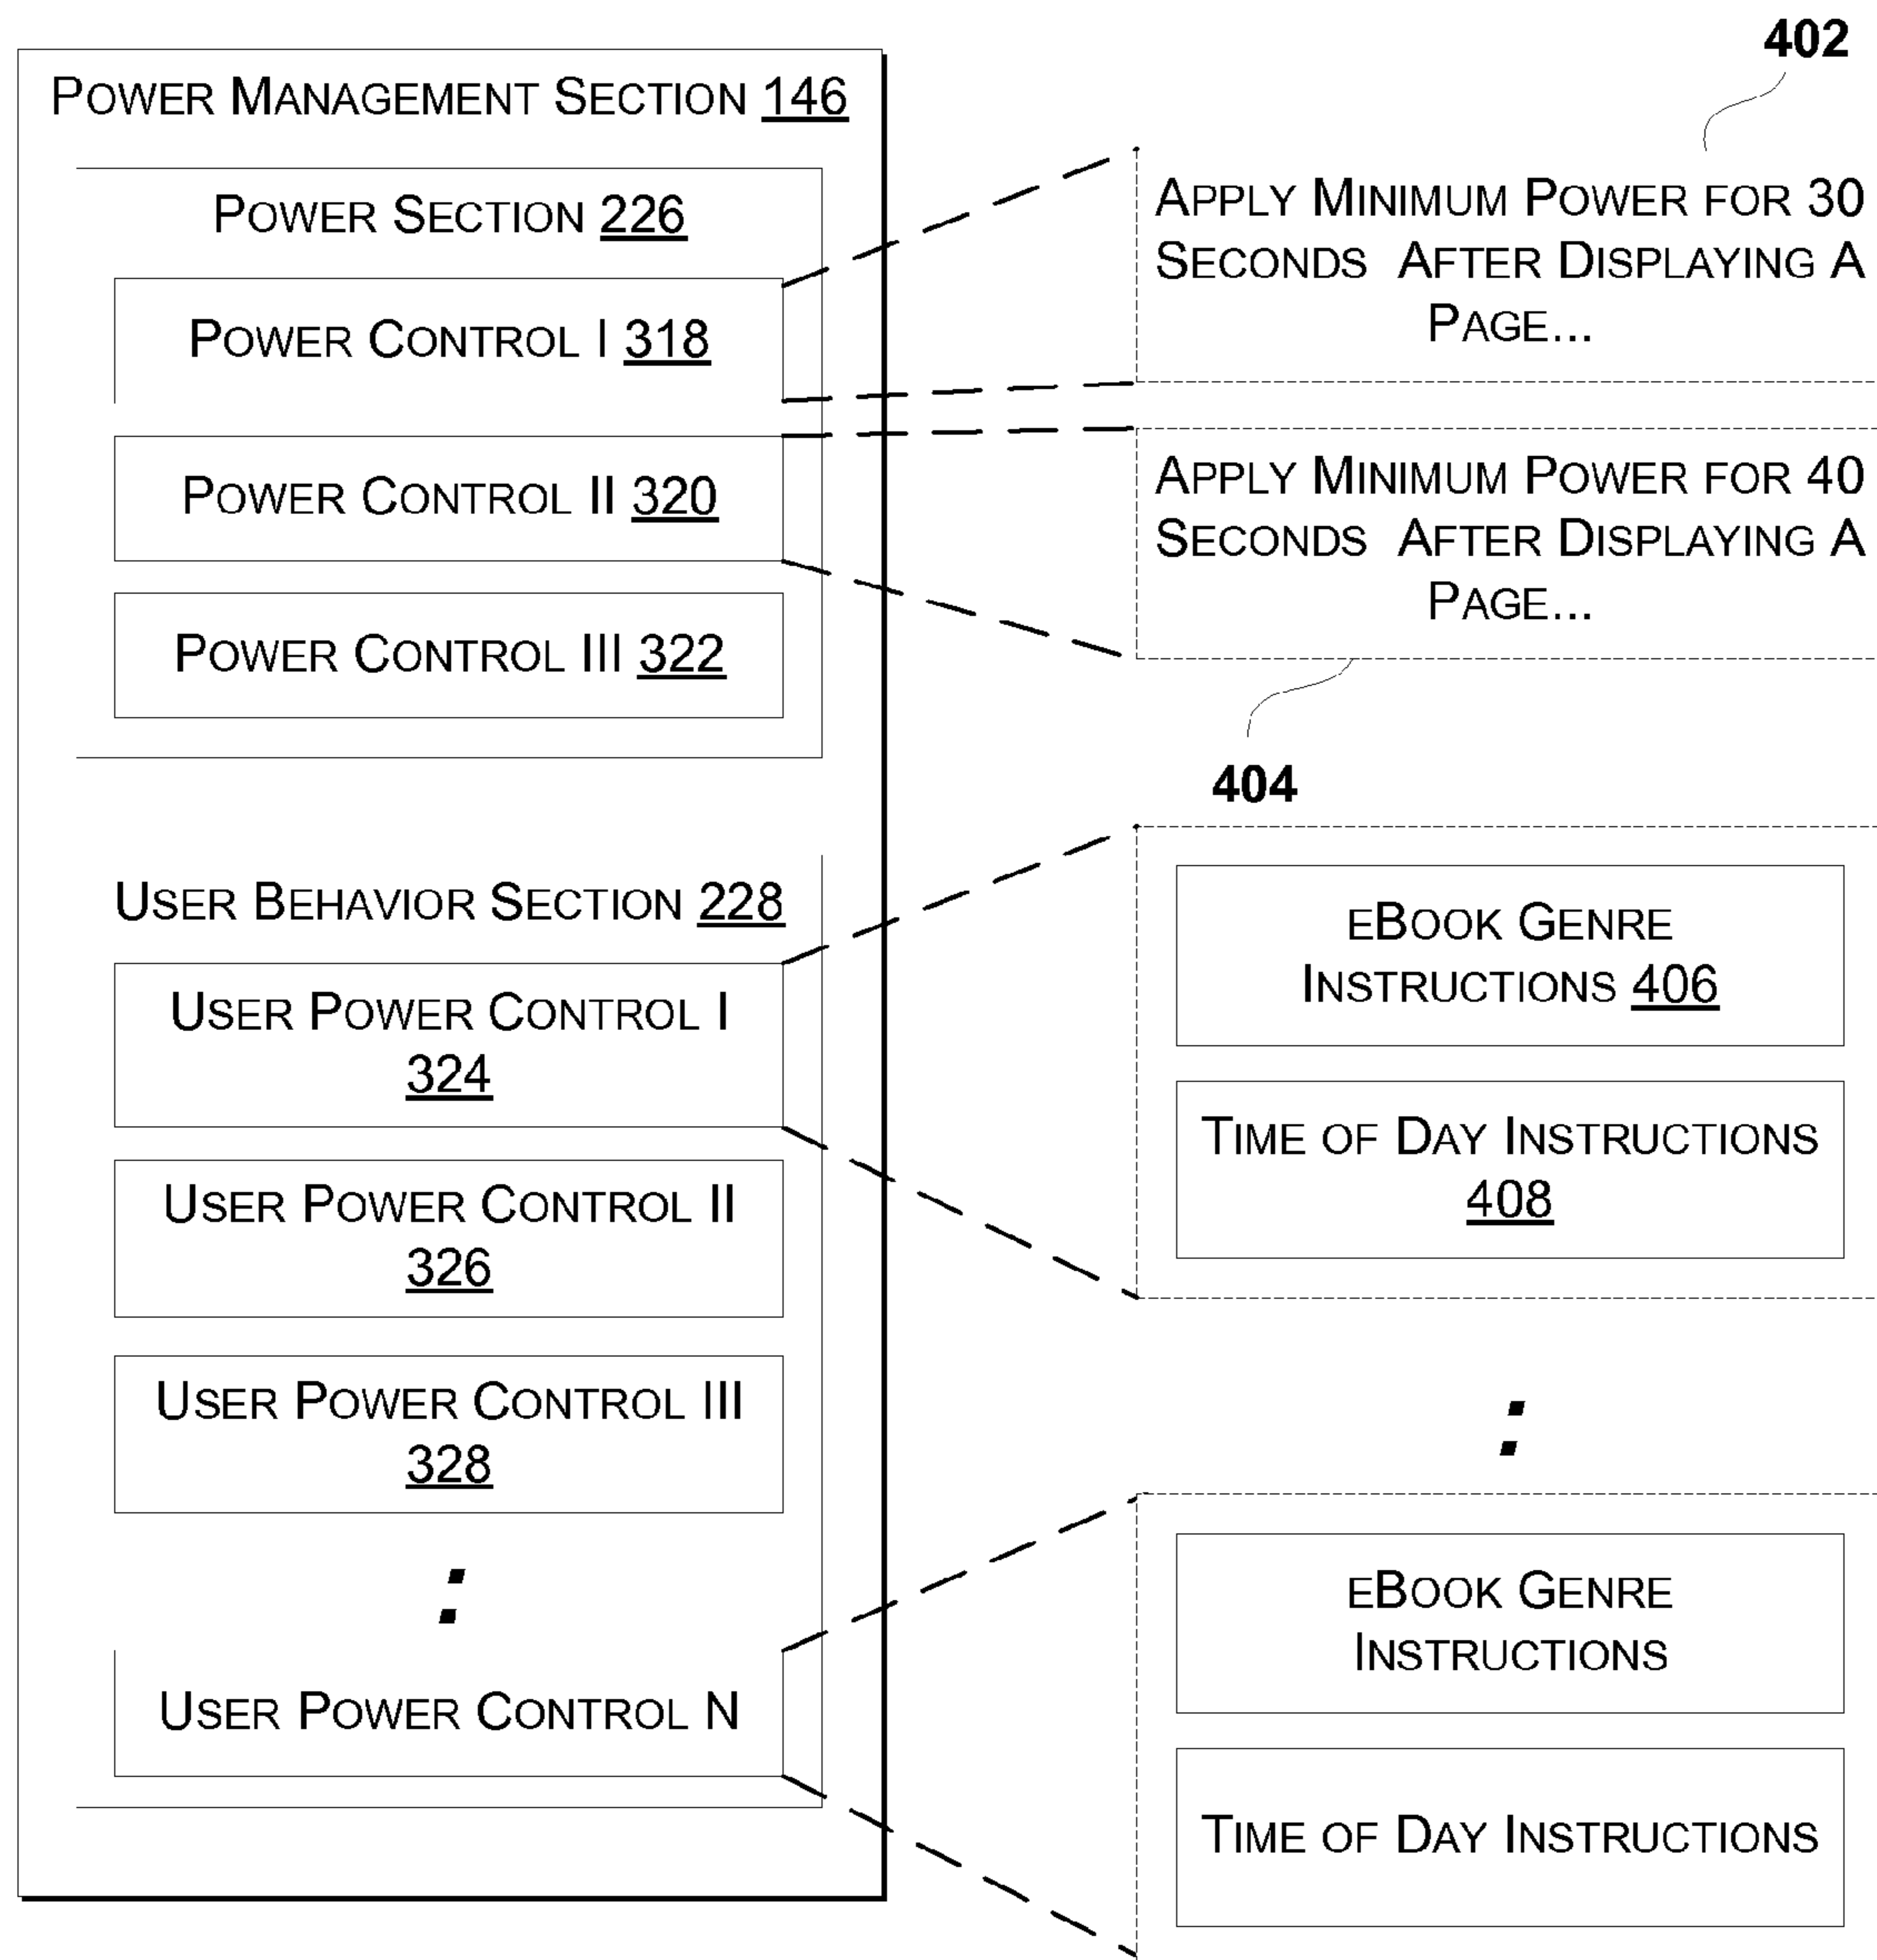 POWER MANAGEMENT SECTION 146
POWER SECTION 226
POWER CONTROL I 318
POWER CONTROL II 320
POWER CONTROL III 322
USER BEHAVIOR SECTION 228
USER POWER CONTROL I
324
USER POWER CONTROL II
326
USER POWER CONTROL III
328
:
USER POWER CONTROL N
402
APPLY MINIMUM POWER FOR 30
SECONDS AFTER DISPLAYING A
PAGE...
APPLY MINIMUM POWER FOR 40
SECONDS AFTER DISPLAYING A
PAGE...
404
EBOOK GENRE
INSTRUCTIONS 406
TIME OF DAY INSTRUCTIONS
408
:
EBOOK GENRE
INSTRUCTIONS
TIME OF DAY INSTRUCTIONS